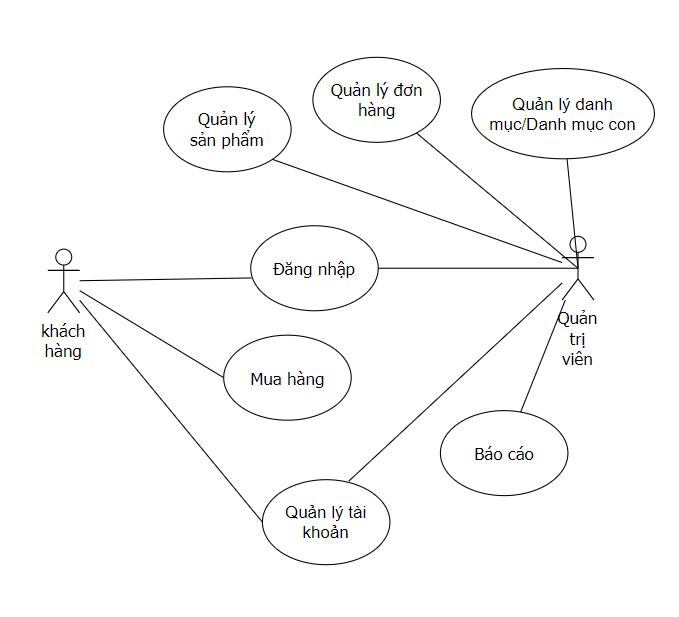 Quản lý đơn
hàng
Quản lý danh
mục/Danh mục con
Quản lý
sản phẩm
Đăng nhập
khách
hàng
Quản
trị
viên
Mua hàng
Báo cáo
Quản lý tài
khoản